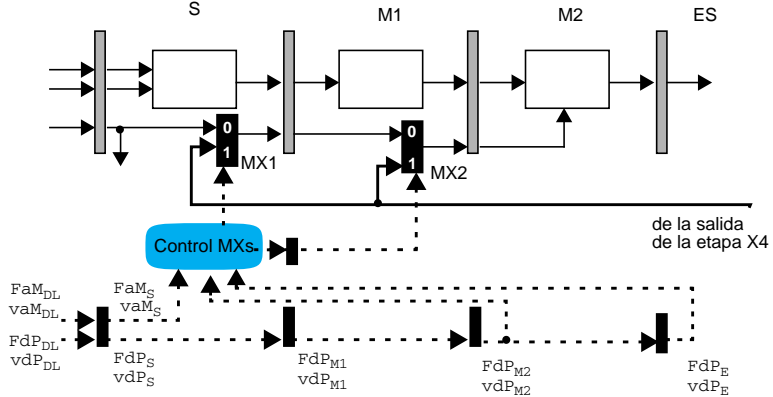 S
M1
M2
ES
0
1
MX1
0
1
MX2
de la salida
de la etapa X4
Control MXs
FaM_DL
vaM_DL
FaM_S
vaM_S
FdP_DL
vdP_DL
FdP_S
vdP_S
FdP_M1
vdP_M1
FdP_M2
vdP_M2
FdP_E
vdP_E